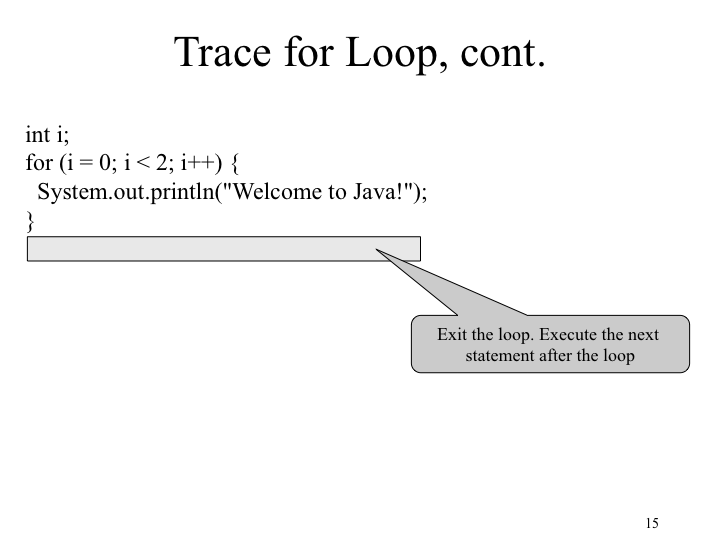 Trace for Loop, cont.
int i;
for (i = 0; i < 2; i++) {
System.out.println("Welcome to Java!");
}
Exit the loop. Execute the next
statement after the loop
15